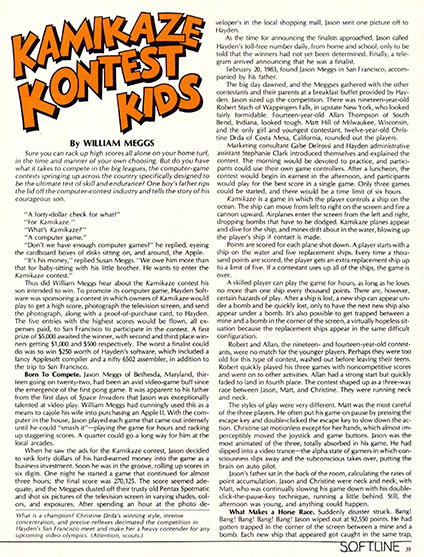 KAMIKAZE
KONTEST
KIDS
By WILLIAM MEGGS
Sure you can rack up high scores all alone on your home turf,
in the time and manner of your own choosing. But do you have
what it takes to compete in the big leagues, the computer-game
contests springing up across the country specifically designed to
be the ultimate test of skill and endurance? One boy's father rips
the lid off the computer-contest industry and tells the story of his
courageous son.
"A forty-dollar check for what?"
"For Kamikaze."
"What's Kamikaze?"
"A computer game."
"Don't we have enough computer games?" he replied, eyeing
the cardboard boxes of disks sitting on, and around, the Apple.
"It's his money," replied Susan Meggs. "We owe him more than
that for baby-sitting with his little brother. He wants to enter the
Kamikaze contest."
Thus did William Meggs hear about the Kamikaze contest his
son intended to win. To promote its computer game, Hayden Soft-
ware was sponsoring a contest in which owners of Kamikaze would
play to get a high score, photograph the television screen, and send
the photograph, along with a proof-of-purchase card, to Hayden.
The five entries with the highest scores would be flown, all ex-
penses paid, to San Francisco to participate in the contest. A first
prize of $5,000 awaited the winner, with second and third place win-
ners getting $1,000 and $500 respectively. The worst a finalist could
do was to win $250 worth of Hayden's software, which included a
fancy Applesoft compiler and a nifty 6502 assembler, in addition to
the trip to San Francisco.
Born To Compete. Jason Meggs of Bethesda, Maryland, thir-
teen going on twenty-two, had been an avid video-game buff since
the emergence of the first pong game. It was apparent to his father
from the first days of Space Invaders that Jason was exceptionally
talented at video play. William Meggs had cunningly used this as a
means to cajole his wife into purchasing an Apple II. With the com-
puter in the house, Jason played each game that came out intensely
until he could "smash it"—playing the game for hours and racking
up staggering scores. A quarter could go a long way for him at the
local arcades.
When he saw the ads for the Kamikaze contest, Jason decided
to sink forty dollars of his hard-earned money into the game as a
business investment. Soon he was in the groove, rolling up scores in
six digits. One night he started a game that continued for almost
three hours; the final score was 270,125. The score seemed ade-
quate, and the Meggses dusted off their trusty old Pentax Spotmatic
and shot six pictures of the television screen in varying shades, col-
ors, and exposures. After spending an hour at the photo de-
What is a champion? Christine Drda's winning style, intense
concentration, and precise reflexes decimated the competition in
Hayden's San Francisco meet and make her a heavy contender for any
upcoming video olympics. (Attention, scouts.)
veloper's in the local shopping mall, Jason sent one picture off to
Hayden.
As the time for announcing the finalists approached, Jason called
Hayden's toll-free number daily, from home and school, only to be told
that the winners had not yet been determined. Finally, a tele-
gram arrived announcing that he was a finalist.
February 20, 1983, found Jason Meggs in San Francisco, accom-
panied by his father.
The big day dawned, and the Meggses gathered with the other
contestants and their parents at a breakfast buffet provided by Hay-
den. Jason sized up the competition. There was nineteen-year-old
Robert Stach of Wappingers Falls, in upstate New York, who looked
fairly formidable. Fourteen-year-old Allan Thompson of South
Bend, Indiana, looked tough. Matt Hill of Milwaukee, Wisconsin,
and the only girl and youngest contestant, twelve-year-old Chris-
tine Drda of Costa Mesa, California, rounded out the players.
Marketing consultant Gabe Delrossi and Hayden administrative
assistant Stephanie Clark introduced themselves and explained the
contest. The morning would be devoted to practice, and partici-
pants could use their own game controllers. After a luncheon, the
contest would begin in earnest in the afternoon, and participants
would play for the best score in a single game. Only three games
could be started, and there would be a time limit of six hours.
Kamikaze is a game in which the player controls a ship on the
ocean. The ship can move from left to right on the screen and fire a
cannon upward. Airplanes enter the screen from the left and right,
dropping bombs that have to be dodged. Kamikaze planes appear
and dive for the ship, and mines drift about in the water, blowing up
the player's ship if contact is made.
Points are scored for each plane shot down. A player starts with a
ship on the water and five replacement ships. Every time a thou-
sand points are scored, the player gets an extra replacement ship up
to a limit of five. If a contestant uses up all of the ships, the game is
over.
A skilled player can play the game for hours, as long as he loses
no more than one ship every thousand points. There are, however,
certain hazards of play. After a ship is lost, a new ship can appear un-
der a bomb and be quickly lost, only to have the next new ship also
appear under a bomb. It's also possible to get trapped between a
mine and a bomb in the corner of the screen, a virtually hopeless sit-
uation because the replacement ships appear in the same difficult
configuration.
Robert and Allan, the nineteen- and fourteen-year-old contest-
ants, were no match for the younger players. Perhaps they were too
old for this type of contest, washed out before leaving their teens.
Robert quickly played his three games with noncompetitive scores
and went on to other activities. Allan had a strong start but quickly
faded to land in fourth place. The contest shaped up as a three-way
race between Jason, Matt, and Christine. They were running neck
and neck.
The styles of play were very different. Matt was the most careful
of the three players. He often put his game on pause by pressing the
escape key and double-clicked the escape key to slow down the ac-
tion. Christine sat motionless except for her hands, which almost im-
perceptibly moved the joystick and game buttons. Jason was the
most animated of the three, totally absorbed in his game. He had
slipped into a video trance—the alpha state of gamers in which con-
sciousness slips away and the subconscious takes over, putting the
brain on auto pilot.
Jason's father sat in the back of the room, calculating the rates of
point accumulation. Jason and Christine were neck and neck, with
Matt, who was continually slowing his game down with his double-
click-the-pause-key technique, running a little behind. Still, the
afternoon was young, and anything could happen.
What Makes a Horse Race. Suddenly disaster struck. Bang!
Bang! Bang! Bang! Bang! Jason wiped out at 92,550 points. He had
gotten trapped in the corner of the screen between a mine and a
bomb. Each new ship that appeared got caught in the same trap,
SOFTLINE 39